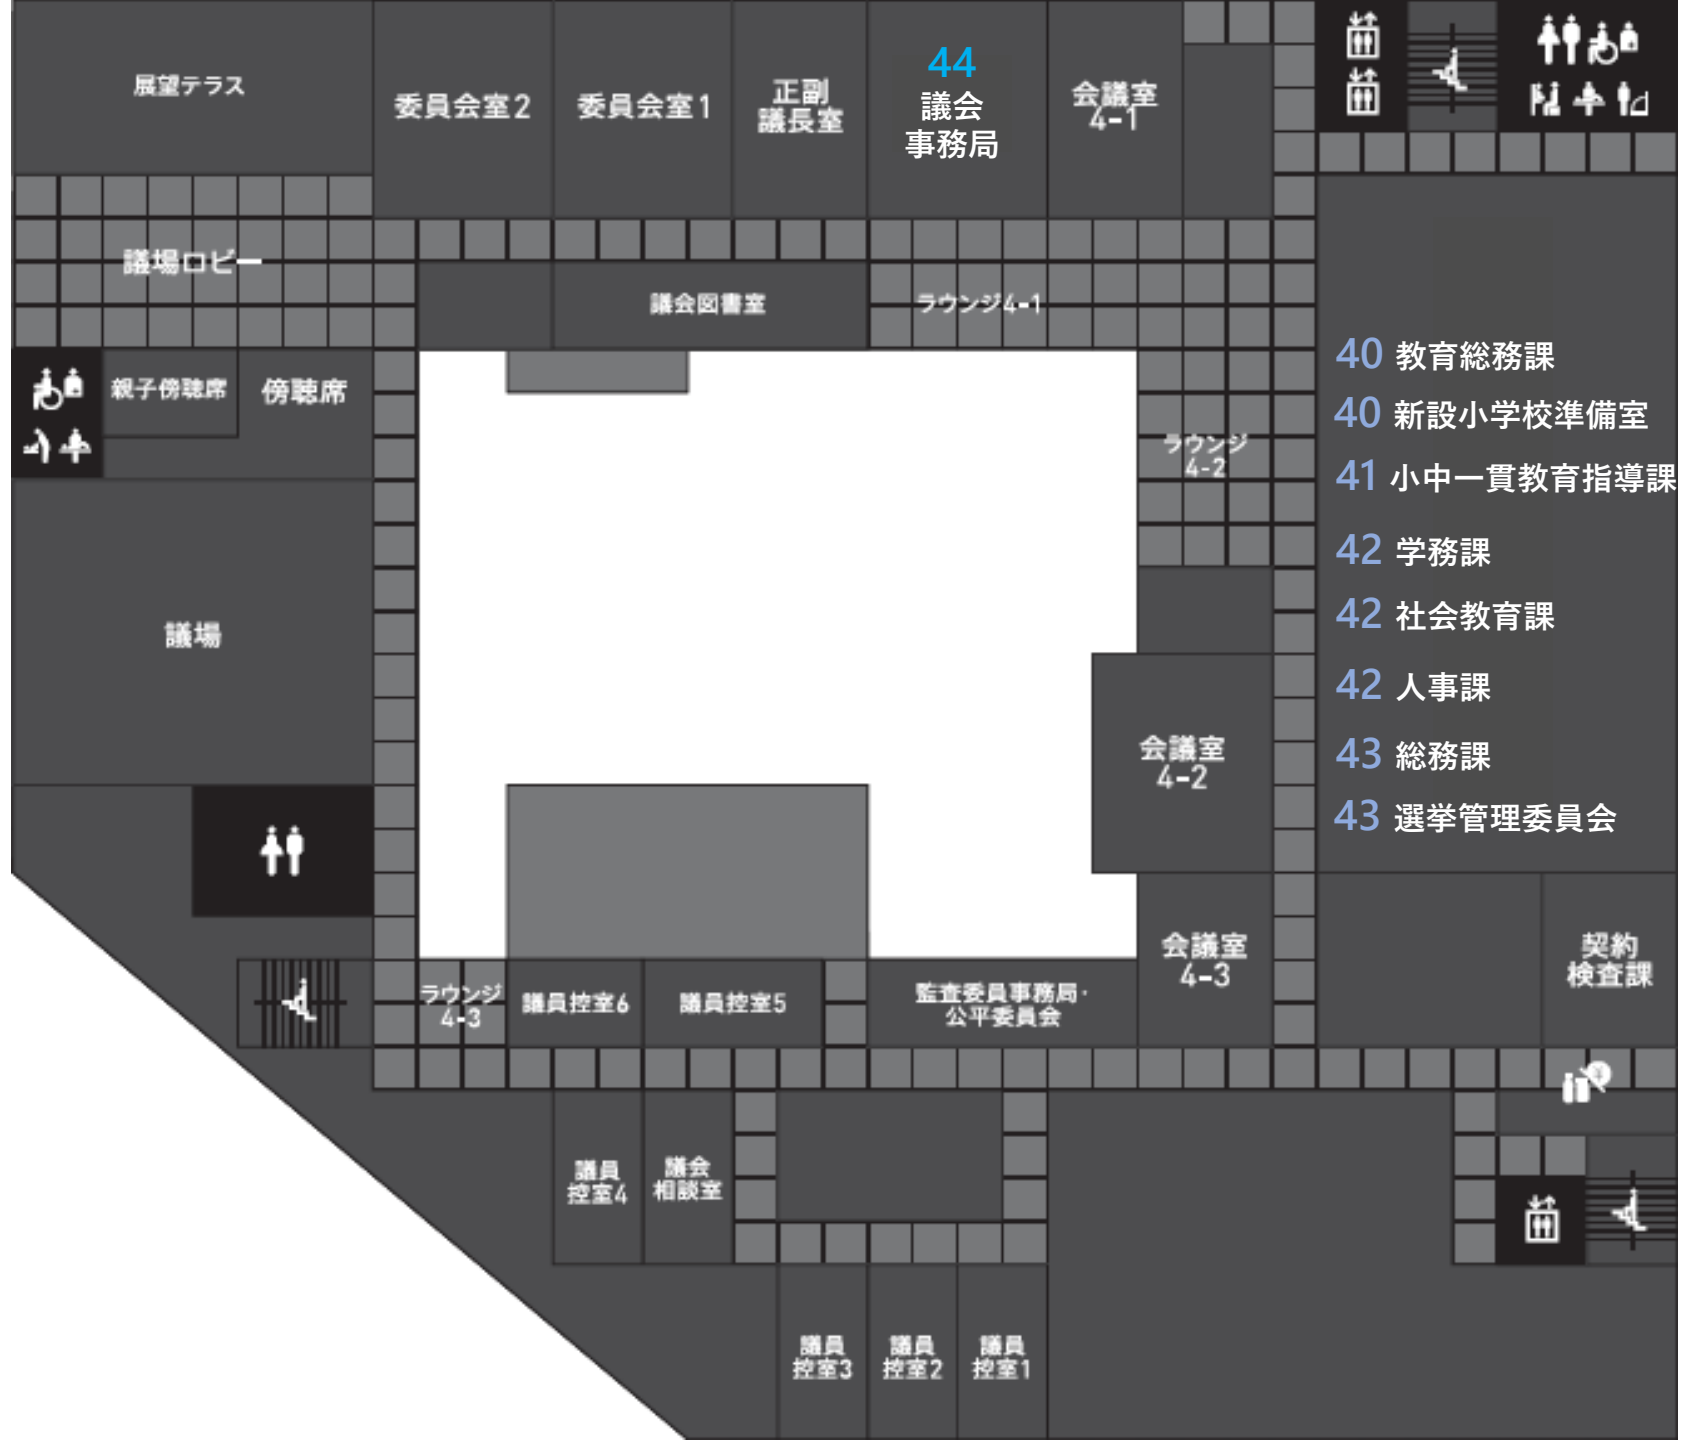 展望テラス
委員会室2
委員会室1
正副
議長室
44
議会
事務局
会議室
4-1
議場ロビー
議会図書室
ラウンジ4-1
親子傍聴席
傍聴席
ラウンジ
4-2
40 教育総務課
40 新設小学校準備室
41 小中一貫教育指導課
42 学務課
42 社会教育課
42 人事課
43 総務課
43 選挙管理委員会
議場
会議室
4-2
会議室
4-3
契約
検査課
ラウンジ
4-3
議員控室6
議員控室5
監査委員事務局・
公平委員会
議員
控室4
議会
相談室
議員
控室3
議員
控室2
議員
控室1